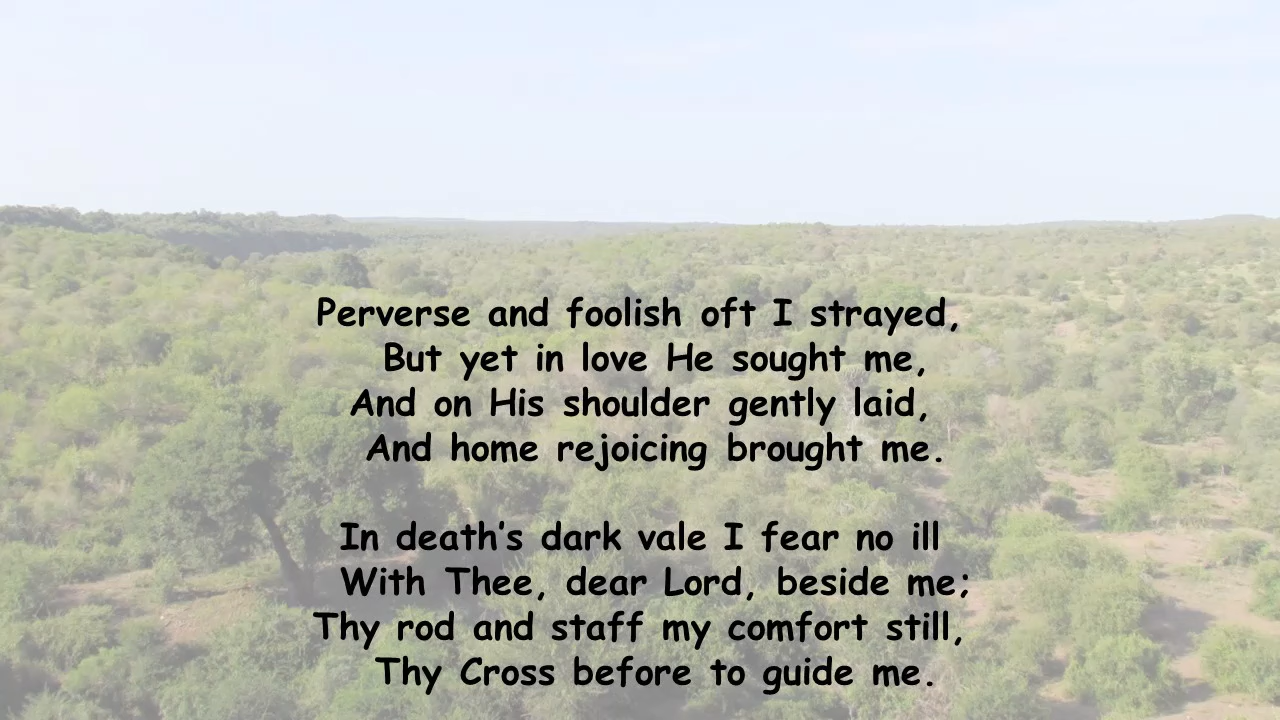 Perverse and foolish oft I strayed,
But yet in love He sought me,
And on His shoulder gently laid,
And home rejoicing brought me.
In death's dark vale I fear no ill
With Thee, dear Lord, beside me;
Thy rod and staff my comfort still,
Thy Cross before to guide me.